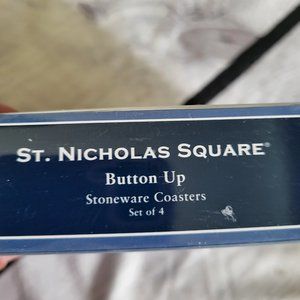 ST. NICHOLAS SQUARE®
Button Up
Stoneware Coasters
Set of 4